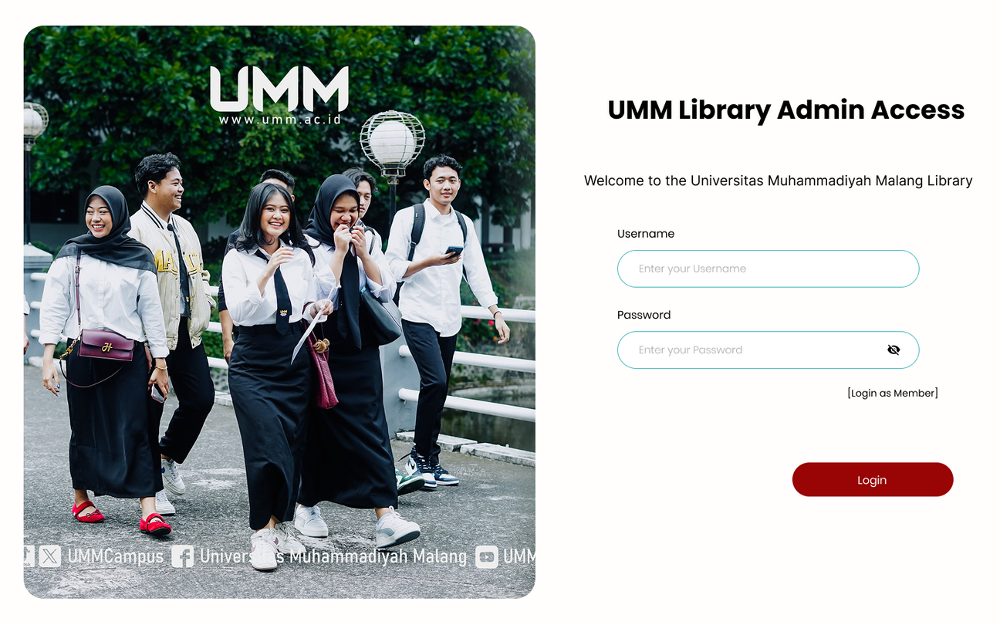 UMM
www.umm.ac.id
UMMCampus Universitas Muhammadiyah Malang UMM
UMM Library Admin Access
Welcome to the Universitas Muhammadiyah Malang Library
Username
Enter your Username
Password
Enter your Password
[Login as Member]
Login